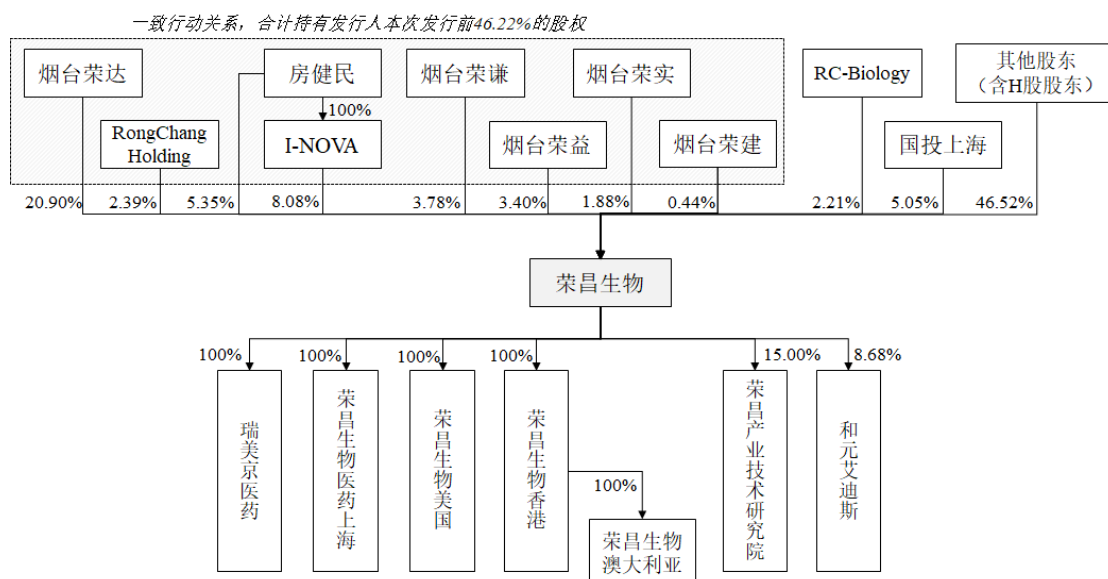 一致行动关系，合计持有发行人本次发行前46.22%的股权
烟台荣达
房健民
烟台荣谦
烟台荣实
RC-Biology
其他股东
（含H股股东）
100%
RongChang
Holding
I-NOVA
烟台荣益
烟台荣建
国投上海
20.90%
2.39%
5.35%
8.08%
3.78%
3.40%
1.88%
0.44%
2.21%
5.05%
46.52%
荣昌生物
100%
100%
100%
100%
15.00%
8.68%
瑞美京医药
荣昌生物医药上海
荣昌生物美国
荣昌生物香港
荣昌产业技术研究院
和元艾迪斯
100%
荣昌生物
澳大利亚